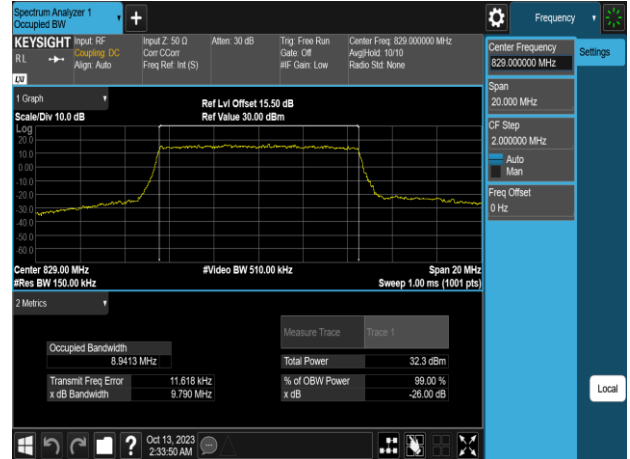 Spectrum Analyzer 1
Occupied BW
Frequency
KEYSIGHT
RL
LXI
Input: RF
Coupling: DC
Align: Auto
Input Z: 50 Ω
Corr CCorr
Freq Ref: Int (S)
Atten: 30 dB
Trig: Free Run
Gate: Off
#IF Gain: Low
Center Freq: 829.000000 MHz
Avg|Hold: 10/10
Radio Std: None
Center Frequency
829.000000 MHz
Settings
Span
20.000 MHz
CF Step
2.000000 MHz
Auto
Man
Freq Offset
0 Hz
Local
1 Graph
Scale/Div 10.0 dB
Ref Lvl Offset 15.50 dB
Ref Value 30.00 dBm
Log
20.0
10.0
0.00
-10.0
-20.0
-30.0
-40.0
-50.0
-60.0
Center 829.00 MHz
#Video BW 510.00 kHz
Span 20 MHz
#Res BW 150.00 kHz
Sweep 1.00 ms (1001 pts)
2 Metrics
Measure Trace
Trace 1
Occupied Bandwidth
8.9413 MHz
Total Power
32.3 dBm
Transmit Freq Error
11.618 kHz
% of OBW Power
99.00 %
x dB Bandwidth
9.790 MHz
x dB
-26.00 dB
?
Oct 13, 2023
2:33:50 AM